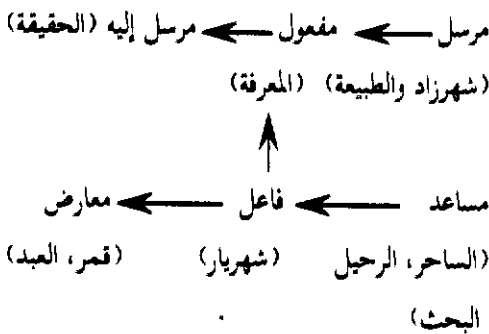 مرسل مفعول مرسل إليه (الحقيقة)
(شهرزاد والطبيعة) (المعرفة)
مساعد فاعل معارض
(الساحر، الرحيل (شهريار) (قمر، العبد)
البحث)